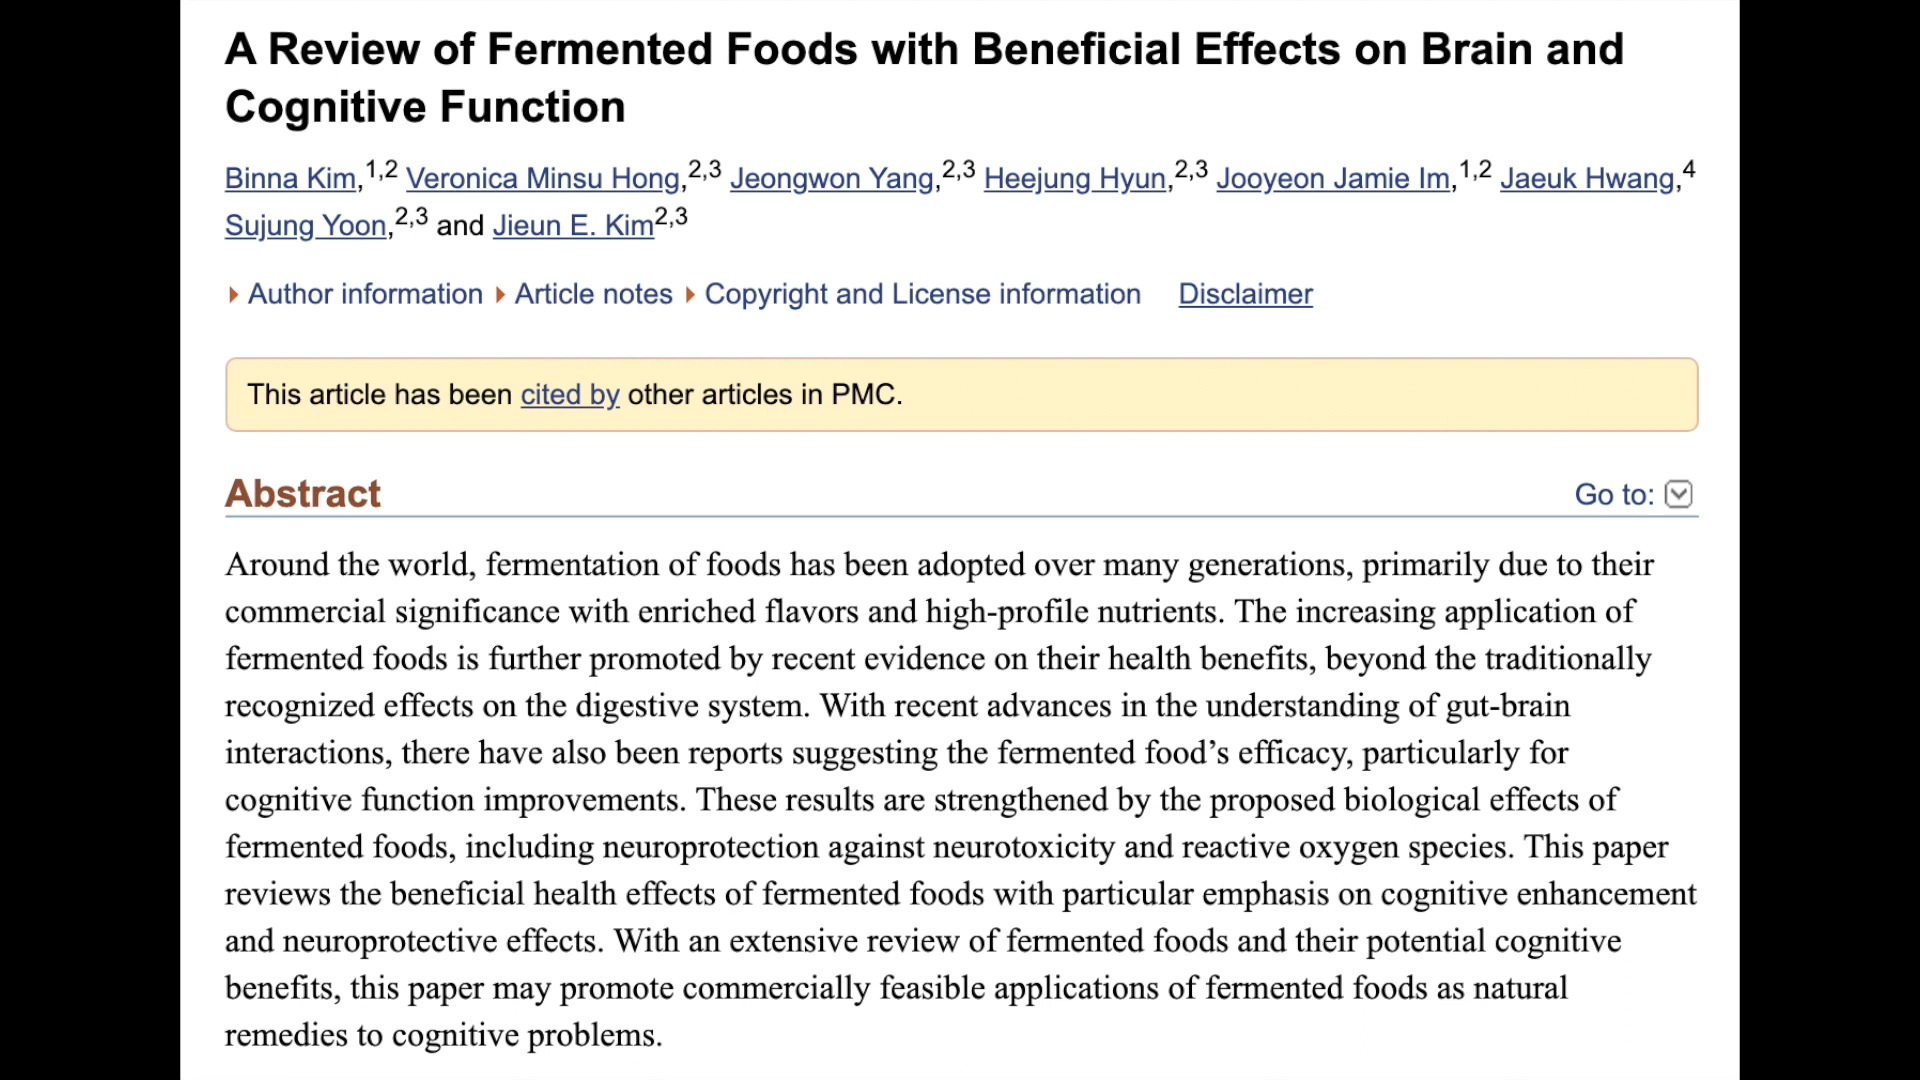 A Review of Fermented Foods with Beneficial Effects on Brain and
Cognitive Function
Binna Kim,1,2 Veronica Minsu Hong,2,3 Jeongwon Yang,2,3 Heejung Hyun,2,3 Jooyeon Jamie Im,1,2 Jaeuk Hwang,4
Sujung Yoon,2,3 and Jieun E. Kim2,3
Author information Article notes Copyright and License information Disclaimer
This article has been cited by other articles in PMC.
Abstract Go to:
Around the world, fermentation of foods has been adopted over many generations, primarily due to their
commercial significance with enriched flavors and high-profile nutrients. The increasing application of
fermented foods is further promoted by recent evidence on their health benefits, beyond the traditionally
recognized effects on the digestive system. With recent advances in the understanding of gut-brain
interactions, there have also been reports suggesting the fermented food’s efficacy, particularly for
cognitive function improvements. These results are strengthened by the proposed biological effects of
fermented foods, including neuroprotection against neurotoxicity and reactive oxygen species. This paper
reviews the beneficial health effects of fermented foods with particular emphasis on cognitive enhancement
and neuroprotective effects. With an extensive review of fermented foods and their potential cognitive
benefits, this paper may promote commercially feasible applications of fermented foods as natural
remedies to cognitive problems.